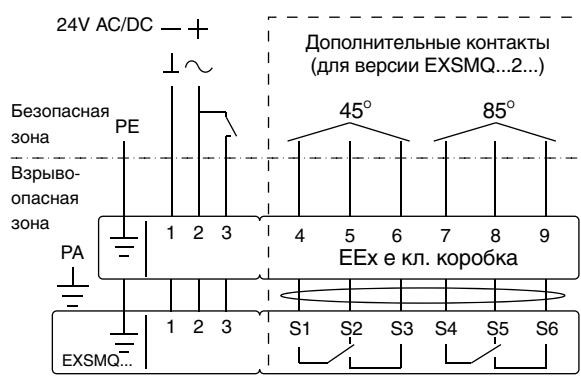 24V AC/DC
Дополнительные контакты
(для версии EXSMQ...2...)
45°
85°
Безопасная
зона
PE
Взрыво-
опасная
зона
PA
1 2 3 4 5 6 7 8 9
EEx e кл. коробка
1 2 3 S1 S2 S3 S4 S5 S6
EXSMQ...